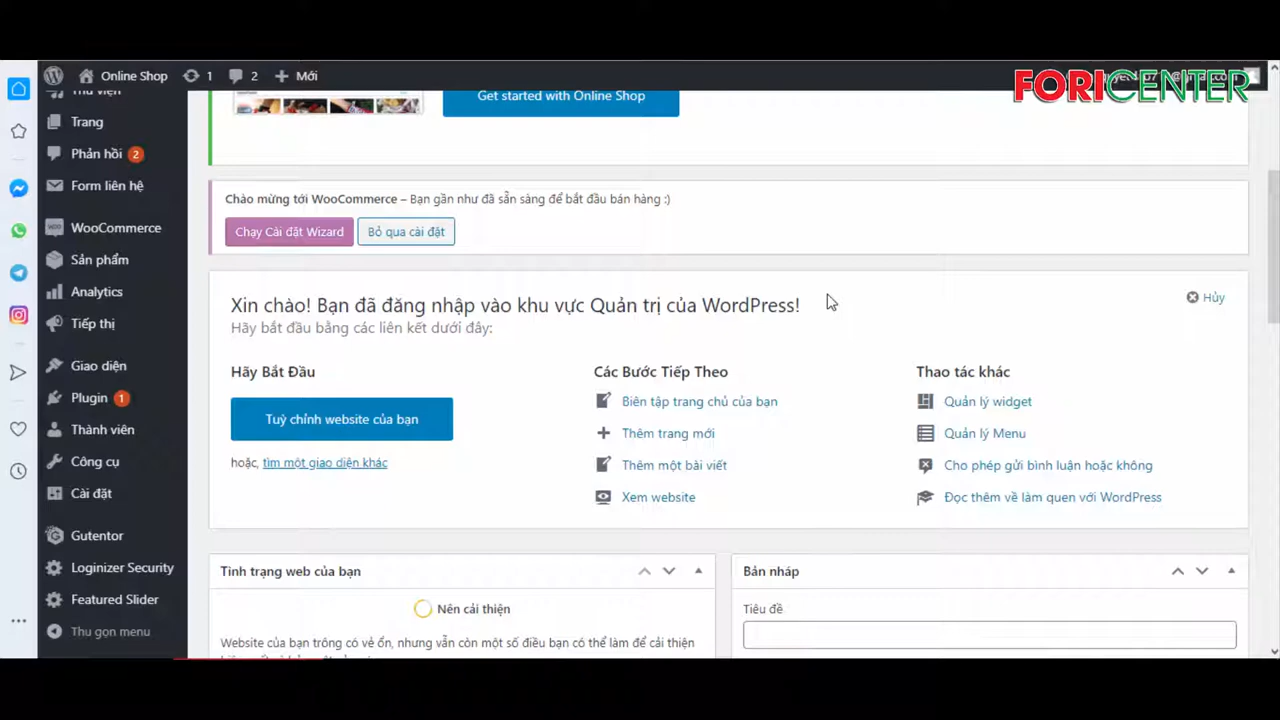 Online Shop 1 2 Mới
FORICENTER
Thư viện
Trang
Phản hồi 2
Form liên hệ
WooCommerce
Sản phẩm
Analytics
Tiếp thị
Giao diện
Plugin 1
Thành viên
Công cụ
Cài đặt
Gutentor
Loginizer Security
Featured Slider
Thu gọn menu
Get started with Online Shop
Chào mừng tới WooCommerce – Bạn gần như đã sẵn sàng để bắt đầu bán hàng :)
Chạy Cài đặt Wizard
Bỏ qua cài đặt
Xin chào! Bạn đã đăng nhập vào khu vực Quản trị của WordPress!
Hủy
Hãy bắt đầu bằng các liên kết dưới đây:
Hãy Bắt Đầu
Tuỳ chỉnh website của bạn
hoặc, tìm một giao diện khác
Các Bước Tiếp Theo
Biên tập trang chủ của bạn
Thêm trang mới
Thêm một bài viết
Xem website
Thao tác khác
Quản lý widget
Quản lý Menu
Cho phép gửi bình luận hoặc không
Đọc thêm về làm quen với WordPress
Tình trạng web của bạn
Nên cải thiện
Website của bạn trông có vẻ ổn, nhưng vẫn còn một số điều bạn có thể làm để cải thiện
Bản nháp
Tiêu đề